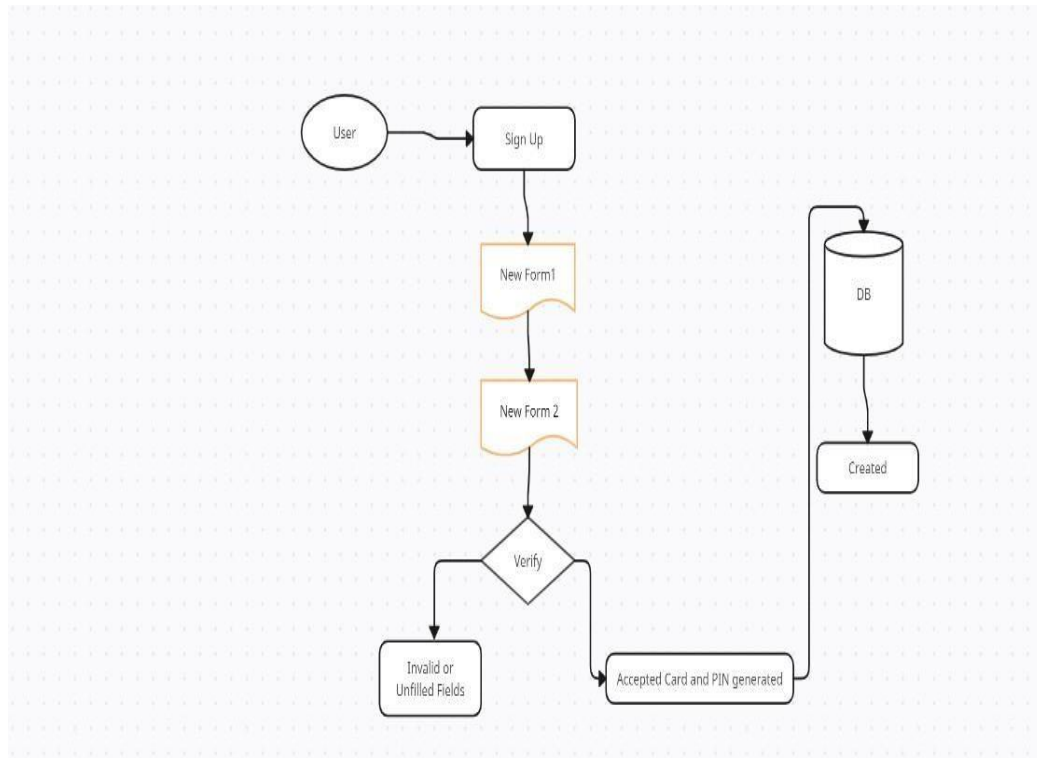 User
Sign Up
New Form1
DB
New Form 2
Created
Verify
Invalid or
Unfilled Fields
Accepted Card and PIN generated